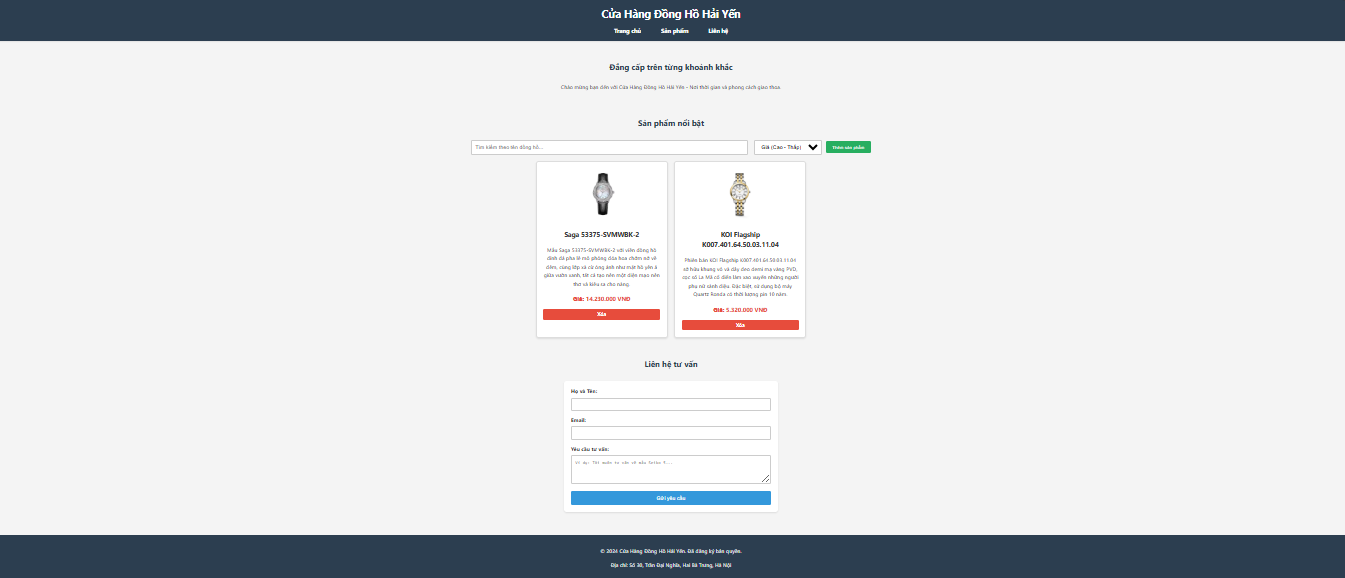 Cửa Hàng Đồng Hồ Hải Yến
Trang chủ Sản phẩm Liên hệ
Đẳng cấp trên từng khoảnh khắc
Chào mừng bạn đến với Cửa Hàng Đồng Hồ Hải Yến - Nơi thời gian và phong cách giao thoa.
Sản phẩm nổi bật
Tìm kiếm theo tên đồng hồ... Giá (Cao - Thấp) Thêm sản phẩm
Saga 53375-SVMWBK-2
Mẫu Saga 53375-SVMWBK-2 với viền đồng hồ
đính đá pha lê mô phỏng đóa hoa chớm nở về
đêm, cùng lớp xà cừ óng ánh như mặt hồ yên ả
giữa vườn xanh, tất cả tạo nên một diện mạo nên
thơ và kiêu sa cho nàng.
Giá: 14.230.000 VNĐ
Xóa
KOI Flagship
K007.401.64.50.03.11.04
Phiên bản KOI Flagship K007.401.64.50.03.11.04
sở hữu khung vỏ và dây đeo demi mạ vàng PVD,
cọc số La Mã cổ điển làm xao xuyến những người
phụ nữ sành điệu. Đặc biệt, sử dụng bộ máy
Quartz Ronda có thời lượng pin 10 năm.
Giá: 5.320.000 VNĐ
Xóa
Liên hệ tư vấn
Họ và Tên:
Email:
Yêu cầu tư vấn:
Ví dụ: Tôi muốn tư vấn về mẫu
Gửi yêu cầu
© 2024 Cửa Hàng Đồng Hồ Hải Yến. Đã đăng ký bản quyền.
Địa chỉ: Số 30, Trần Đại Nghĩa, Hai Bà Trưng, Hà Nội